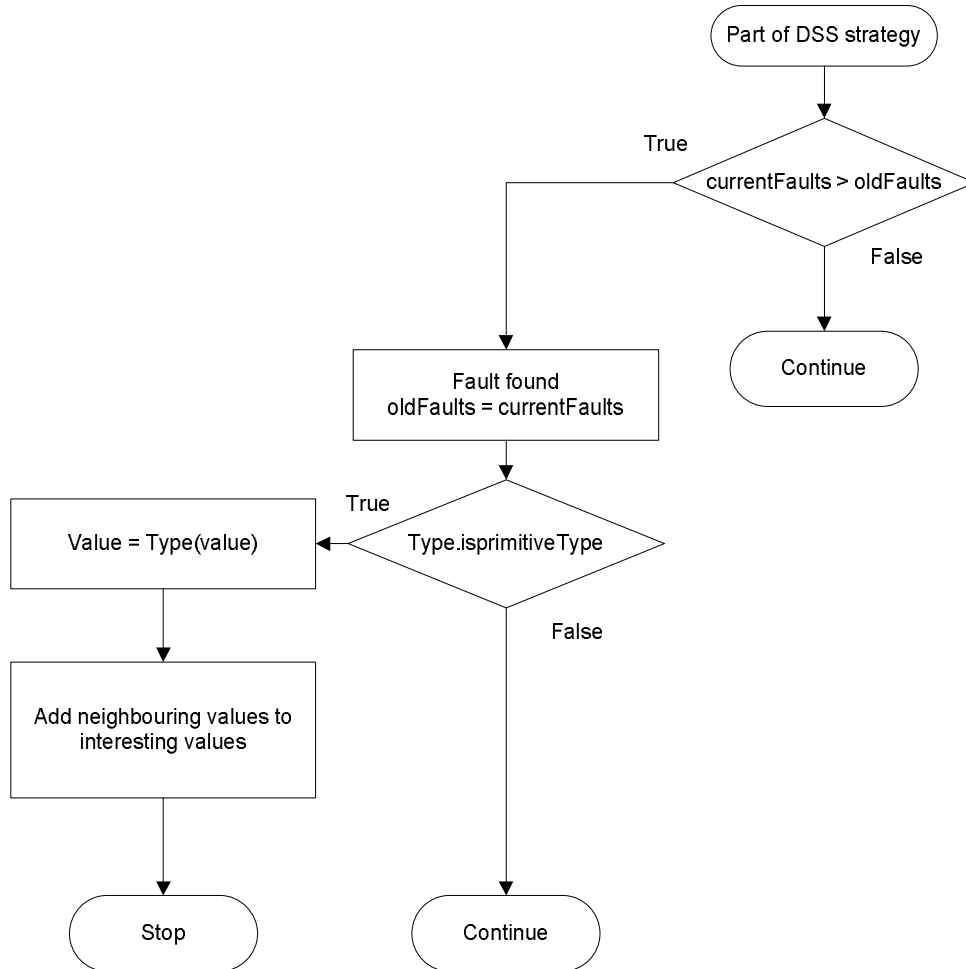 Part of DSS strategy
True
currentFaults > oldFaults
False
Continue
Fault found
oldFaults = currentFaults
True
Value = Type(value)
Type.isprimitiveType
False
Add neighbouring values to
interesting values
Stop
Continue